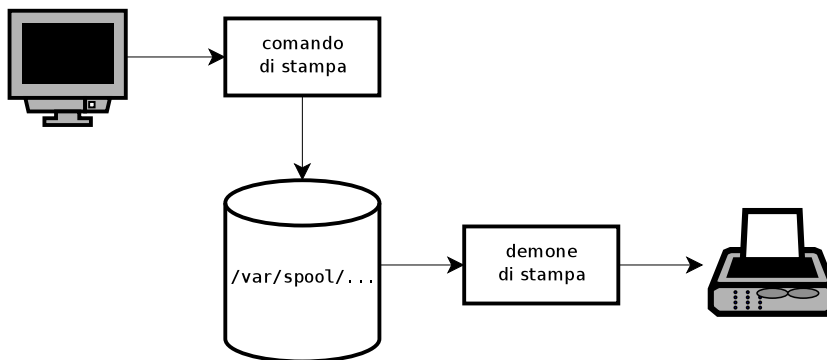 comando
di stampa
/var/spool/...
demone
di stampa